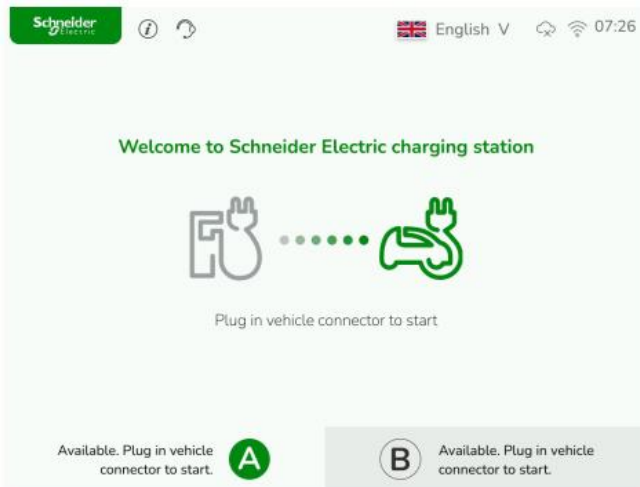 Schneider
Electric
English V
07:26
Welcome to Schneider Electric charging station
Plug in vehicle connector to start
Available. Plug in vehicle
connector to start.
A
B
Available. Plug in vehicle
connector to start.